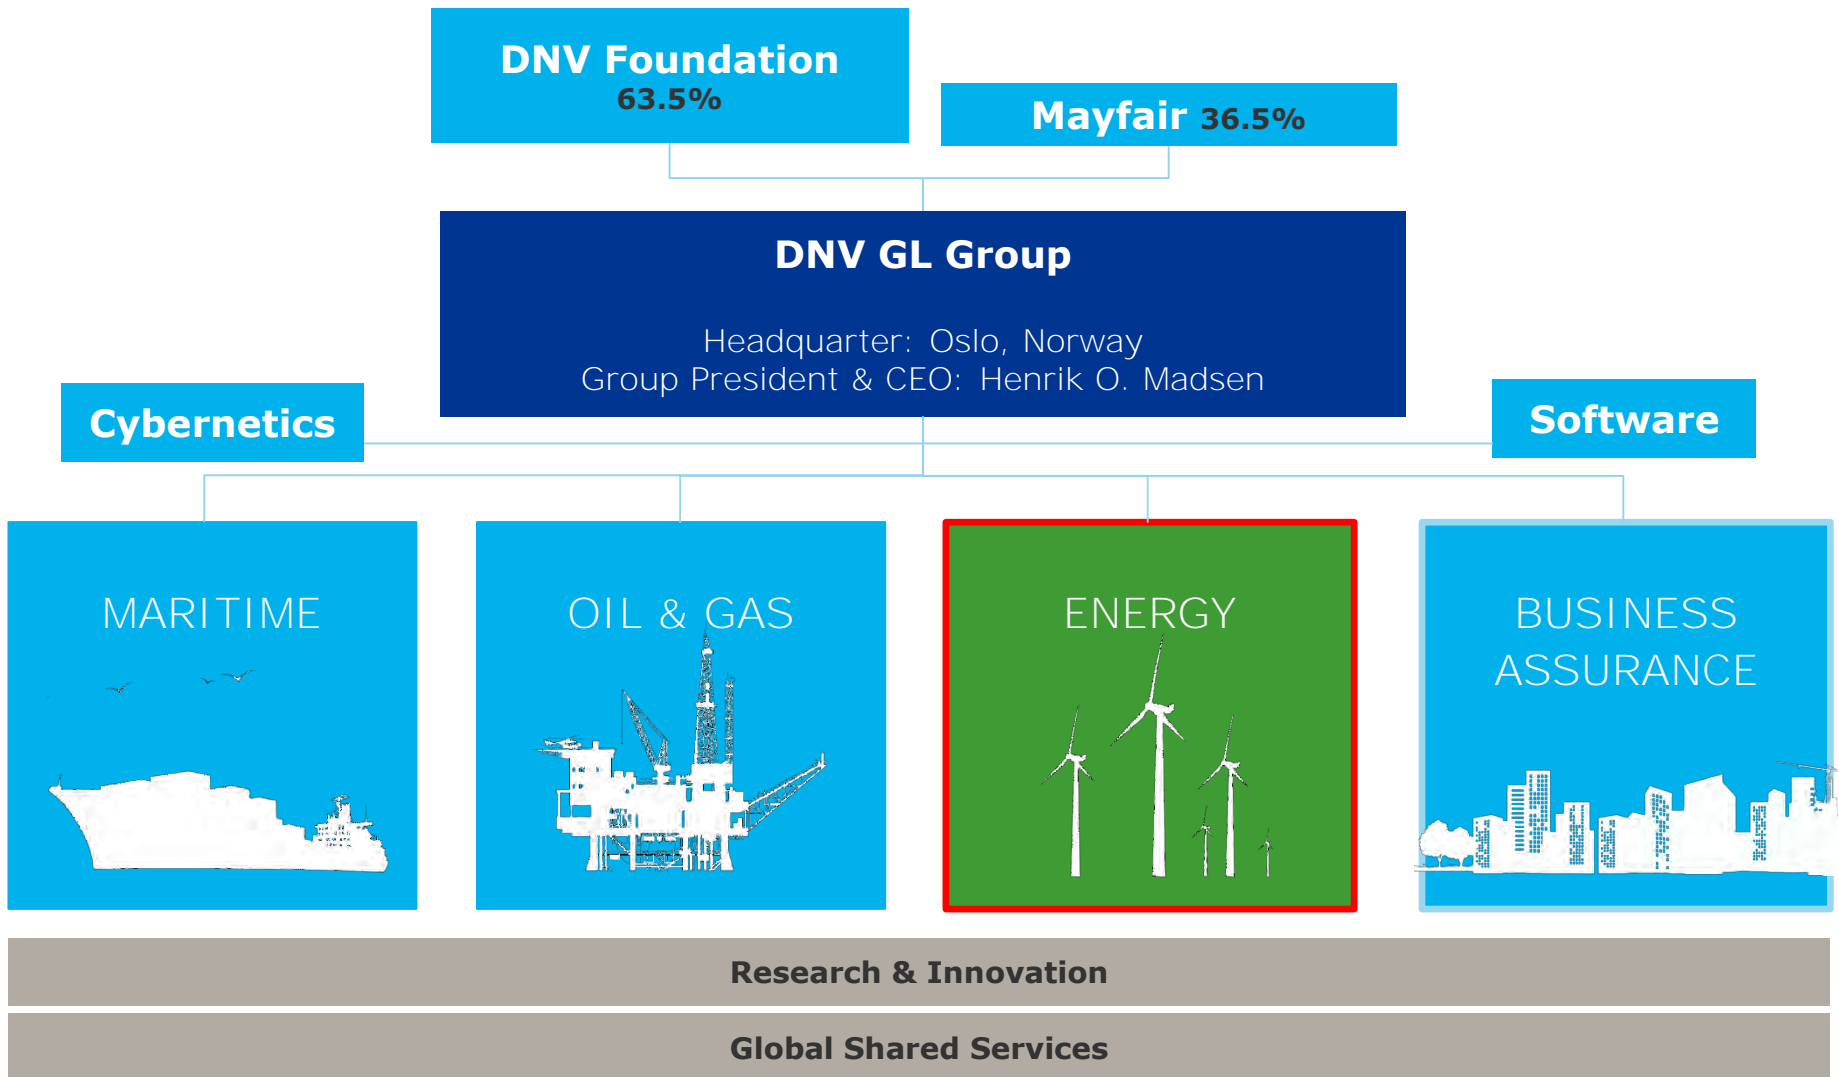 DNV Foundation
63.5%
Mayfair 36.5%
DNV GL Group
Headquarter: Oslo, Norway
Group President & CEO: Henrik O. Madsen
Cybernetics
Software
MARITIME
OIL & GAS
ENERGY
BUSINESS
ASSURANCE
Research & Innovation
Global Shared Services